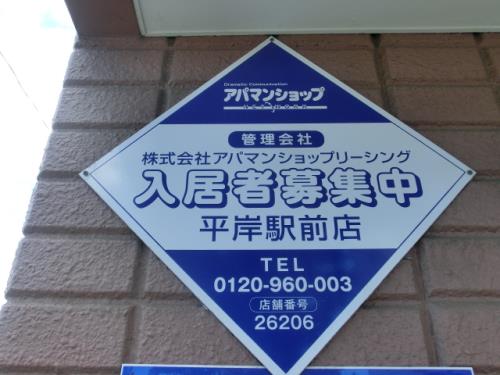 Dramatic Communication
アパマンショップ
管理会社
株式会社アパマンショップリーシング
入居者募集中
平岸駅前店
TEL
0120-960-003
店舗番号
26206